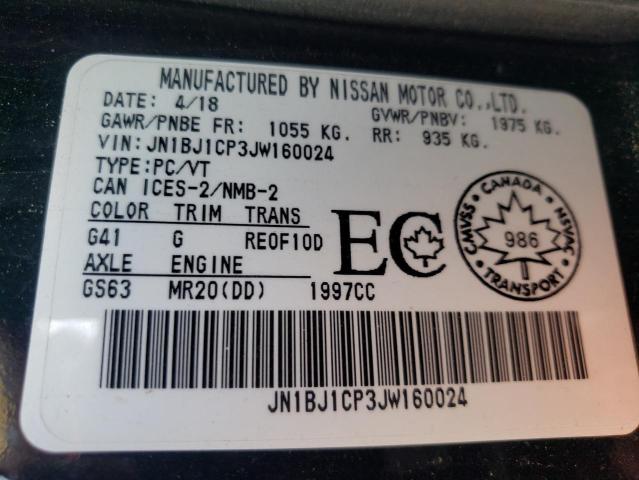 MANUFACTURED BY NISSAN MOTOR CO.,LTD.
DATE: 4/18 GVWR/PNBV: 1975 KG.
GAWR/PNBE FR: 1055 KG. RR: 935 KG.
VIN: JN1BJ1CP3JW160024
TYPE:PC/VT
CAN ICES-2/NMB-2
COLOR TRIM TRANS
G41 G RE0F10D
AXLE ENGINE
GS63 MR20(DD) 1997CC
EC
CANADA
CMVSS 986 NSVAC
TRANSPORT
JN1BJ1CP3JW160024